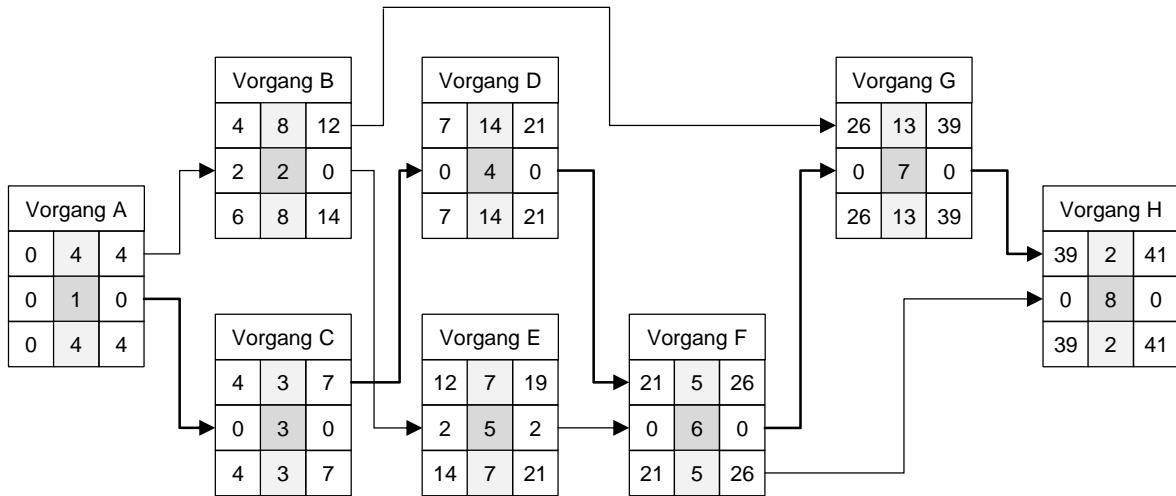 Vorgang A
0 4 4
0 1 0
0 4 4
Vorgang B
4 8 12
2 2 0
6 8 14
Vorgang C
4 3 7
0 3 0
4 3 7
Vorgang D
7 14 21
0 4 0
7 14 21
Vorgang E
12 7 19
2 5 2
14 7 21
Vorgang F
21 5 26
0 6 0
21 5 26
Vorgang G
26 13 39
0 7 0
26 13 39
Vorgang H
39 2 41
0 8 0
39 2 41